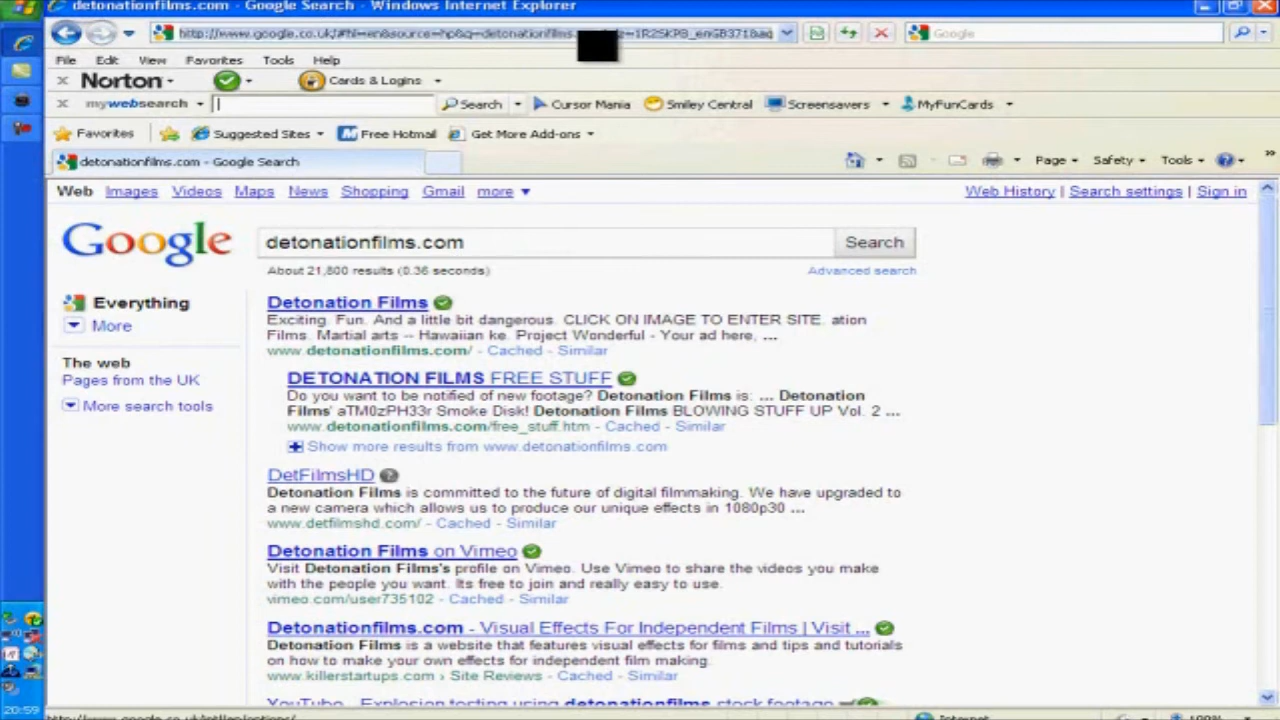 detonationfilms.com - Google Search - Windows Internet Explorer
Google
File Edit View Favorites Tools Help
Norton Cards & Logins
mywebsearch Search Cursor Mania Smiley Central Screensavers MyFunCards
Favorites Suggested Sites Free Hotmail Get More Add-ons
detonationfilms.com - Google Search Page Safety Tools
Web Images Videos Maps News Shopping Gmail more Web History | Search settings | Sign in
Google detonationfilms.com Search
About 21,800 results (0.36 seconds) Advanced search
Everything
More
The web
Pages from the UK
More search tools
Detonation Films
Exciting. Fun. And a little bit dangerous. CLICK ON IMAGE TO ENTER SITE. ation
Films. Martial arts -- Hawaiian ke. Project Wonderful - Your ad here, ...
www.detonationfilms.com/ - Cached - Similar
DETONATION FILMS FREE STUFF
Do you want to be notified of new footage? Detonation Films is: ... Detonation
Films' aTM0zPH33r Smoke Disk! Detonation Films BLOWING STUFF UP Vol. 2 ...
www.detonationfilms.com/free_stuff.htm - Cached - Similar
Show more results from www.detonationfilms.com
DetFilmsHD
Detonation Films is committed to the future of digital filmmaking. We have upgraded to
a new camera which allows us to produce our unique effects in 1080p30 ...
www.detfilmshd.com/ - Cached - Similar
Detonation Films on Vimeo
Visit Detonation Films's profile on Vimeo. Use Vimeo to share the videos you make
with the people you want. Its free to join and really easy to use.
vimeo.com/user735102 - Cached - Similar
Detonationfilms.com - Visual Effects For Independent Films | Visit ...
Detonation Films is a website that features visual effects for films and tips and tutorials
on how to make your own effects for independent film making.
www.killerstartups.com › Site Reviews - Cached - Similar
YouTube - Explosion testing using detonationfilms stock footage
20:59
Internet 100%